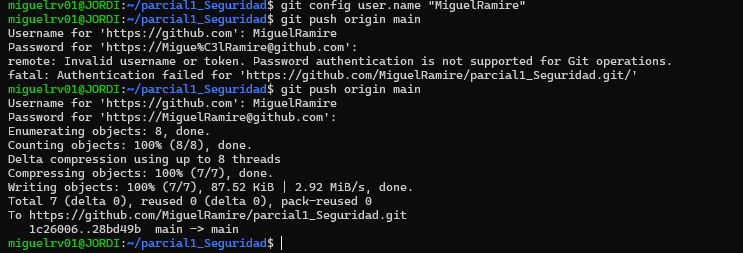 miguelrv01@JORDI:~/parcial1_Seguridad$ git config user.name "MiguelRamire"
miguelrv01@JORDI:~/parcial1_Seguridad$ git push origin main
Username for 'https://github.com': MiguelRamire
Password for 'https://Migue%C3lRamire@github.com':
remote: Invalid username or token. Password authentication is not supported for Git operations.
fatal: Authentication failed for 'https://github.com/MiguelRamire/parcial1_Seguridad.git/'
miguelrv01@JORDI:~/parcial1_Seguridad$ git push origin main
Username for 'https://github.com': MiguelRamire
Password for 'https://MiguelRamire@github.com':
Enumerating objects: 8, done.
Counting objects: 100% (8/8), done.
Delta compression using up to 8 threads
Compressing objects: 100% (7/7), done.
Writing objects: 100% (7/7), 87.52 KiB | 2.92 MiB/s, done.
Total 7 (delta 0), reused 0 (delta 0), pack-reused 0
To https://github.com/MiguelRamire/parcial1_Seguridad.git
   1c26006..28bd49b  main -> main
miguelrv01@JORDI:~/parcial1_Seguridad$